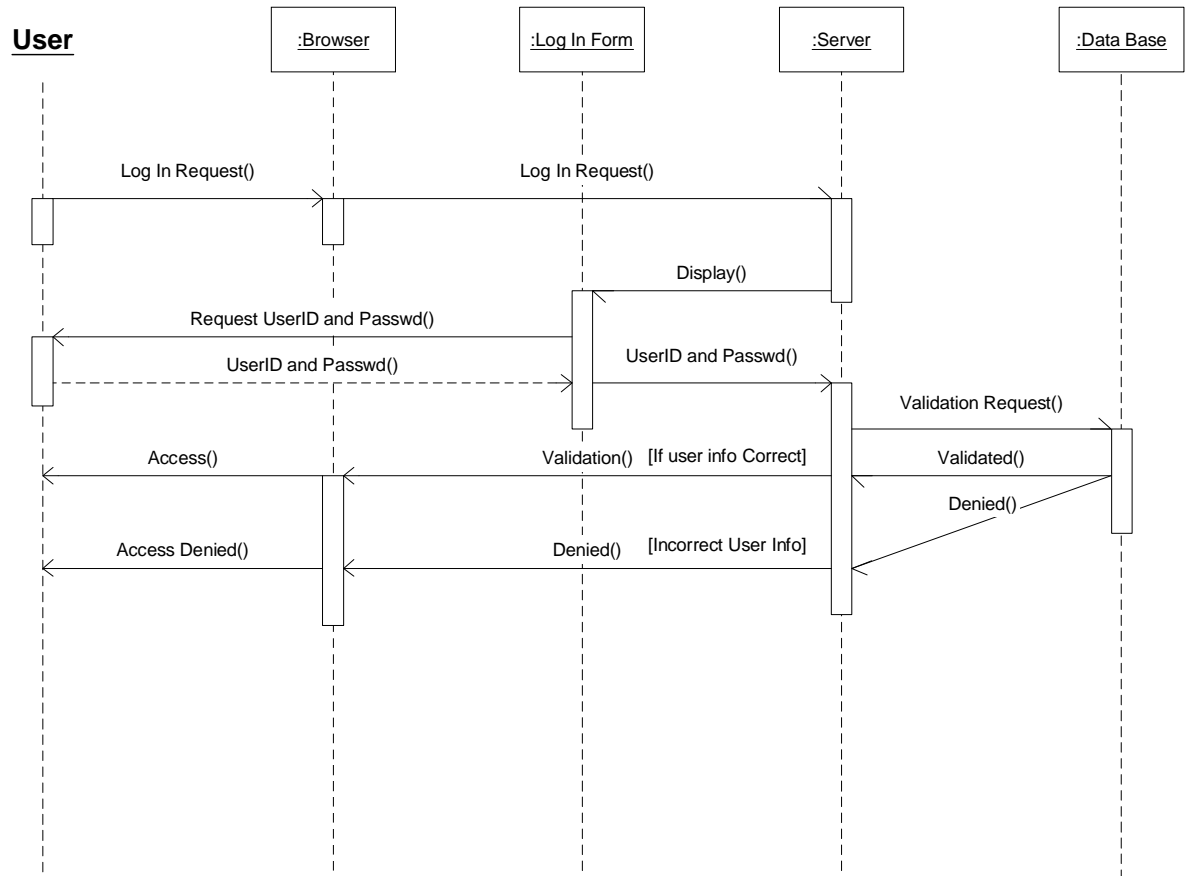 User
:Browser
:Log In Form
:Server
:Data Base
Log In Request()
Log In Request()
Display()
Request UserID and Passwd()
UserID and Passwd()
UserID and Passwd()
Validation Request()
Access()
Validation()
[If user info Correct]
Validated()
Denied()
Access Denied()
Denied()
[Incorrect User Info]